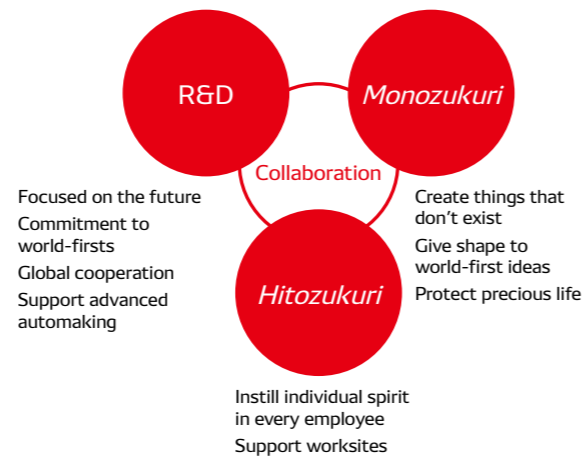 R&D
Monozukuri
Collaboration
Focused on the future
Commitment to
world-firsts
Global cooperation
Support advanced
automaking
Create things that
don’t exist
Give shape to
world-first ideas
Protect precious life
Hitozukuri
Instill individual spirit
in every employee
Support worksites